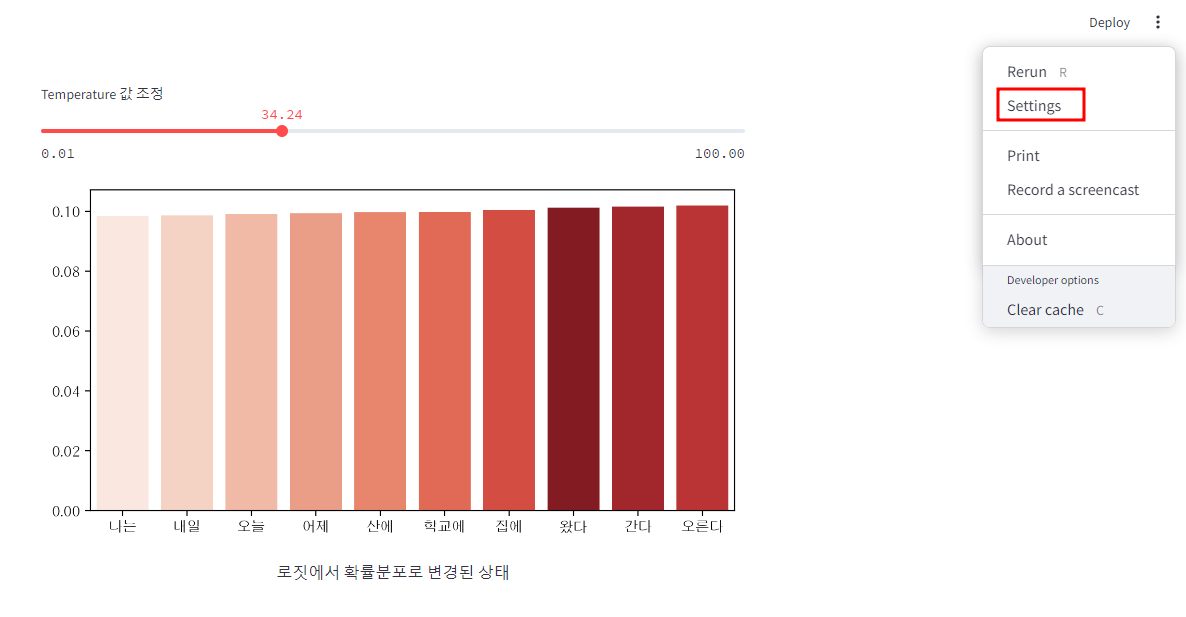 Deploy
Rerun R
Settings
Print
Record a screencast
About
Developer options
Clear cache C
Temperature 값 조정
34.24
0.01 100.00
0.10
0.08
0.06
0.04
0.02
0.00
나는 내일 오늘 어제 산에 학교에 집에 왔다 간다 오른다
로짓에서 확률분포로 변경된 상태